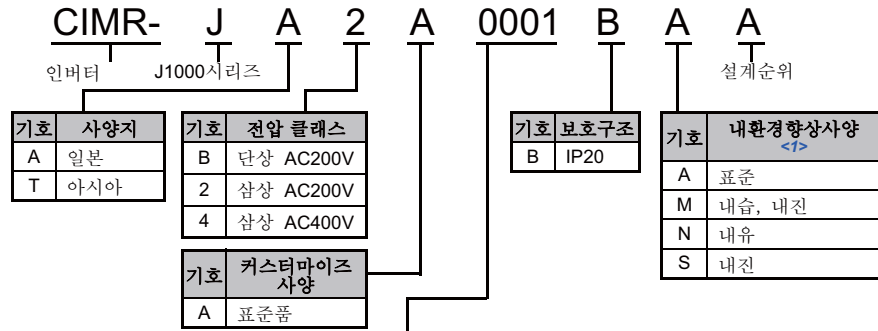 CIMR- J A 2 A 0001 B A A
인버터
J1000시리즈
설계순위
기호 사양지
A 일본
T 아시아
기호 전압 클래스
B 단상 AC200V
2 삼상 AC200V
4 삼상 AC400V
기호 커스터마이즈
사양
A 표준품
기호 보호구조
B IP20
기호 내환경향상사양
<1>
A 표준
M 내습, 내진
N 내유
S 내진